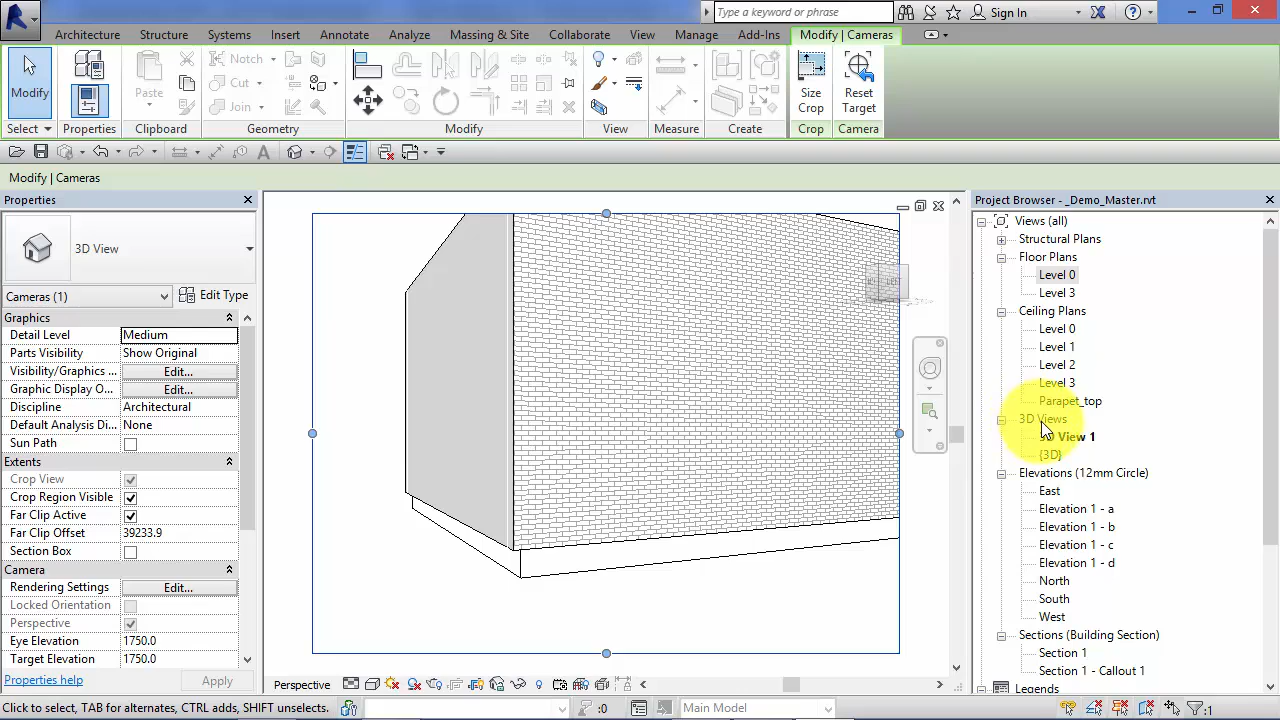 Type a keyword or phrase
Sign In
Architecture Structure Systems Insert Annotate Analyze Massing & Site Collaborate View Manage Add-Ins Modify | Cameras
Modify
Paste
Notch
Cut
Join
Size Crop
Reset Target
Select Properties Clipboard Geometry Modify View Measure Create Crop Camera
Modify | Cameras
Properties
3D View
Cameras (1)
Edit Type
Graphics
Detail Level Medium
Parts Visibility Show Original
Visibility/Graphics ... Edit...
Graphic Display O... Edit...
Discipline Architectural
Default Analysis Di... None
Sun Path
Extents
Crop View
Crop Region Visible
Far Clip Active
Far Clip Offset 39233.9
Section Box
Camera
Rendering Settings Edit...
Locked Orientation
Perspective
Eye Elevation 1750.0
Target Elevation 1750.0
Properties help
Apply
Perspective
Project Browser - _Demo_Master.rvt
Views (all)
Structural Plans
Floor Plans
Level 0
Level 3
Ceiling Plans
Level 0
Level 1
Level 2
Level 3
Parapet_top
3D Views
3D View 1
{3D}
Elevations (12mm Circle)
East
Elevation 1 - a
Elevation 1 - b
Elevation 1 - c
Elevation 1 - d
North
South
West
Sections (Building Section)
Section 1
Section 1 - Callout 1
Legends
Click to select, TAB for alternates, CTRL adds, SHIFT unselects.
:0
Main Model
:1